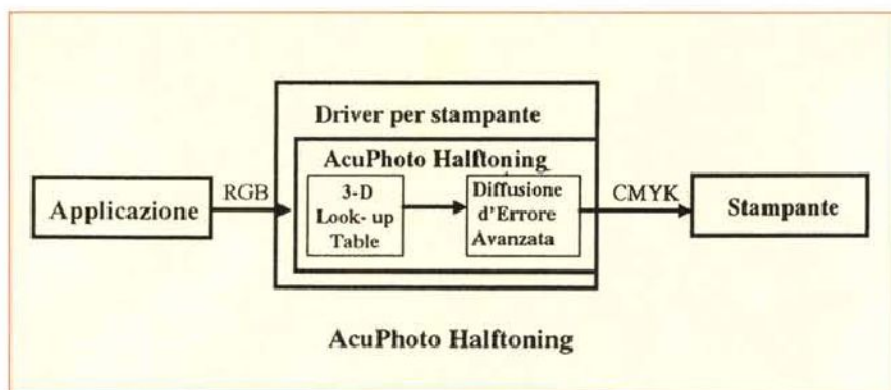 Driver per stampante
AcuPhoto Halftoning
Applicazione
RGB
3-D
Look- up
Table
Diffusione
d'Errore
Avanzata
CMYK
Stampante
AcuPhoto Halftoning